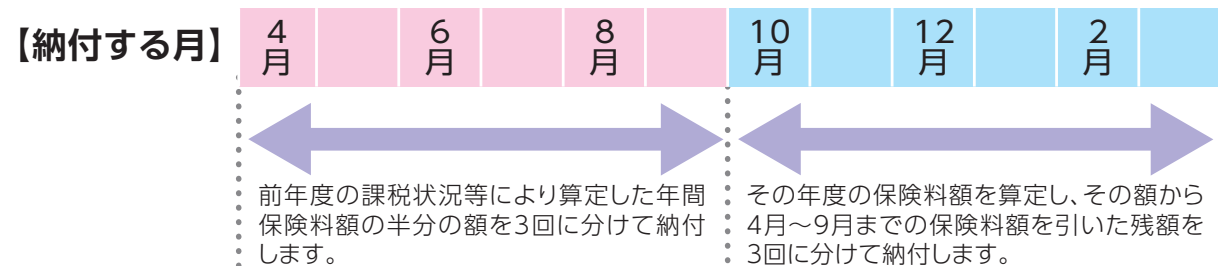 【納付する月】
4月
6月
8月
10月
12月
2月
前年度の課税状況等により算定した年間
保険料額の半分の額を3回に分けて納付
します。
その年度の保険料額を算定し、その額から
4月～9月までの保険料額を引いた残額を
3回に分けて納付します。